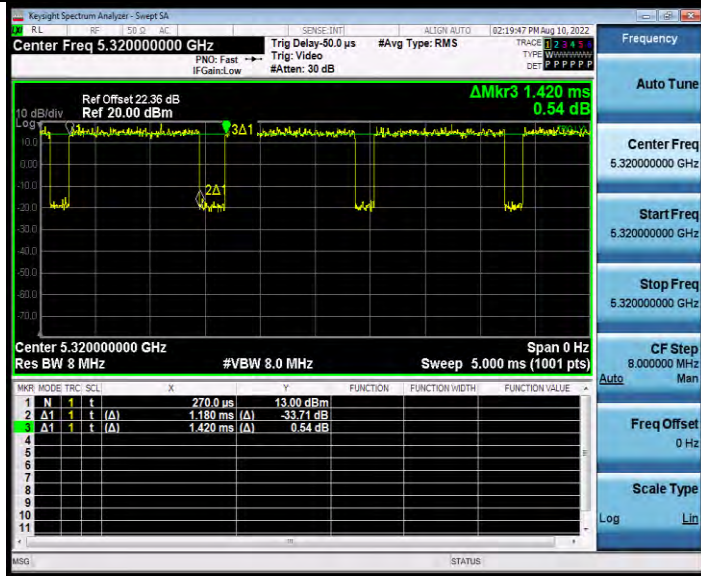 Keysight Spectrum Analyzer - Swept SA
RL RF 50 Ω AC SENSE:INT ALIGN AUTO 02:19:47 PM Aug 10, 2022
Center Freq 5.320000000 GHz
PNO: Fast
IFGain:Low
Trig Delay-50.0 µs
Trig: Video
#Atten: 30 dB
#Avg Type: RMS
TRACE 1 2 3 4 5 6
TYPE
DET P P P P P P
Ref Offset 22.36 dB
10 dB/div Ref 20.00 dBm
Log
ΔMkr3 1.420 ms
0.54 dB
3Δ1
2Δ1
10.0
0.00
-10.0
-20.0
-30.0
-40.0
-50.0
-60.0
-70.0
Center 5.320000000 GHz Span 0 Hz
Res BW 8 MHz #VBW 8.0 MHz Sweep 5.000 ms (1001 pts)
MKR MODE TRC SCL X Y FUNCTION FUNCTION WIDTH FUNCTION VALUE
1 N 1 t 270.0 µs 13.00 dBm
2 Δ1 1 t (Δ) 1.180 ms (Δ) -33.71 dB
3 Δ1 1 t (Δ) 1.420 ms (Δ) 0.54 dB
4
5
6
7
8
9
10
11
MSG STATUS
Frequency
Auto Tune
Center Freq
5.320000000 GHz
Start Freq
5.320000000 GHz
Stop Freq
5.320000000 GHz
CF Step
8.000000 MHz
Auto Man
Freq Offset
0 Hz
Scale Type
Log Lin